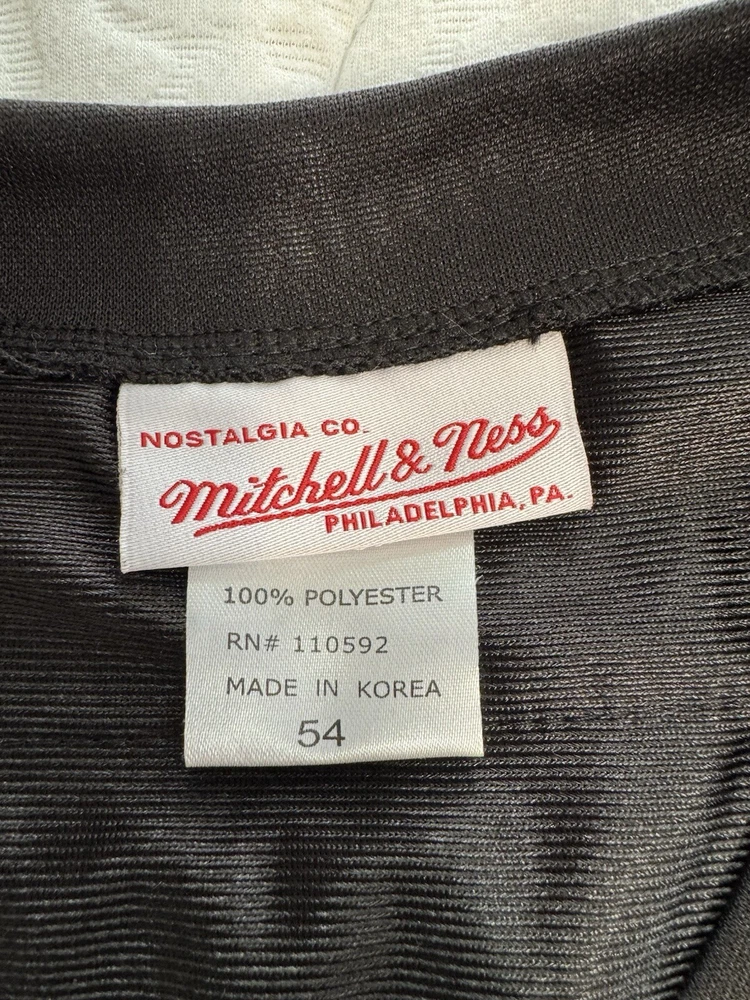 NOSTALGIA CO.
Mitchell & Ness
PHILADELPHIA, PA.
100% POLYESTER
RN# 110592
MADE IN KOREA
54